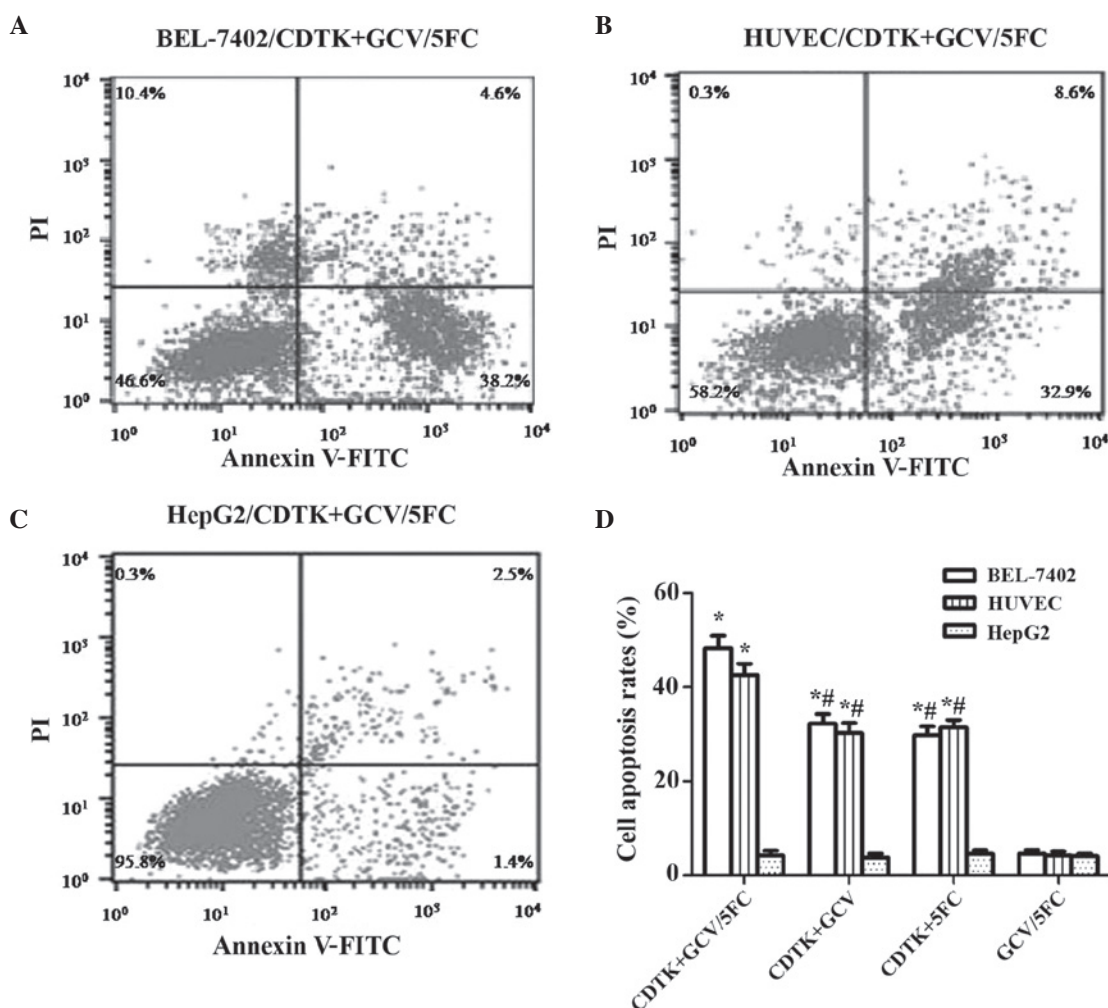 A
BEL-7402/CDTK+GCV/5FC
10⁴
10.4%
4.6%
10³
PI
10²
10¹
46.6%
38.2%
10⁰
10⁰ 10¹ 10² 10³ 10⁴
Annexin V-FITC
B
HUVEC/CDTK+GCV/5FC
10⁴
0.3%
8.6%
10³
PI
10²
10¹
58.2%
32.9%
10⁰
10⁰ 10¹ 10² 10³ 10⁴
Annexin V-FITC
C
HepG2/CDTK+GCV/5FC
10⁴
0.3%
2.5%
10³
PI
10²
10¹
95.8%
1.4%
10⁰
10⁰ 10¹ 10² 10³ 10⁴
Annexin V-FITC
D
BEL-7402
HUVEC
HepG2
Cell apoptosis rates (%)
60
40
20
0
* *
*# *#
*# *#
CDTK+GCV/5FC
CDTK+GCV
CDTK+5FC
GCV/5FC